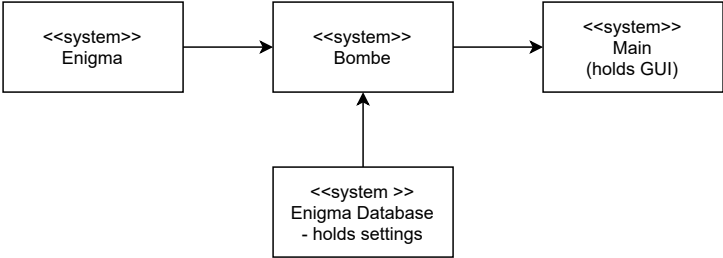 <<system>>
Enigma
<<system>>
Bombe
<<system>>
Main
(holds GUI)
<<system >>
Enigma Database
- holds settings